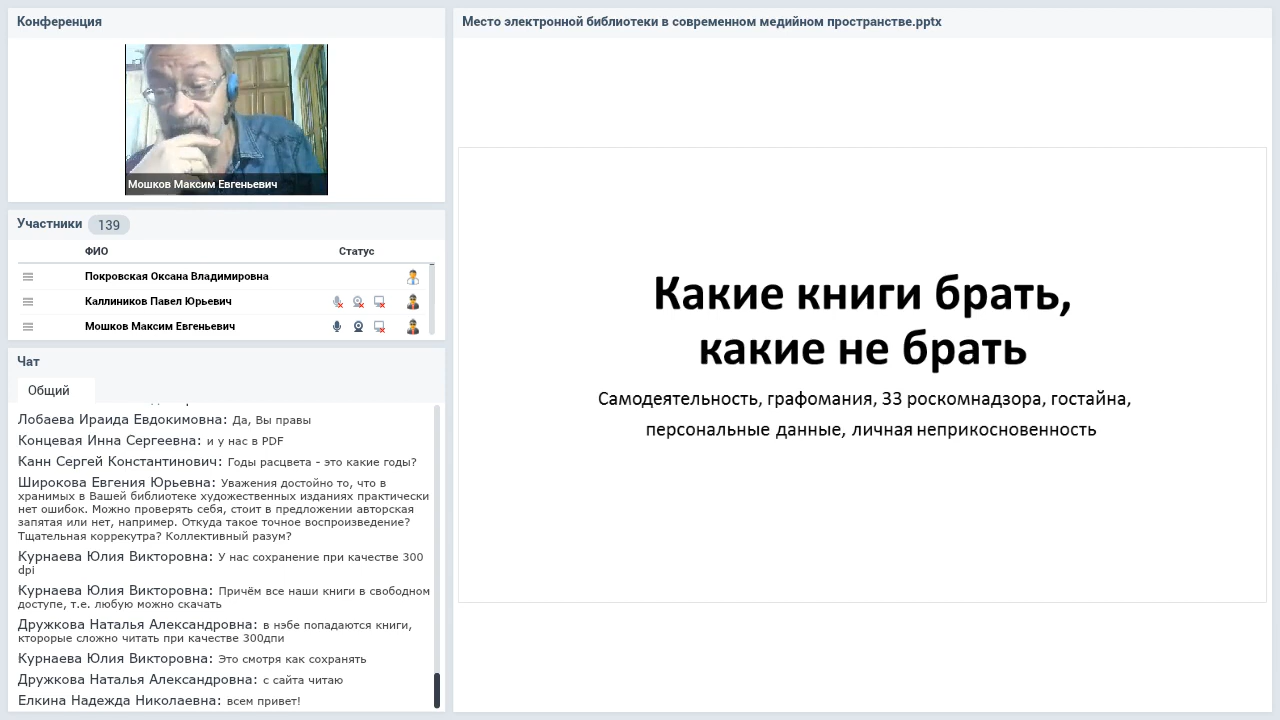 Конференция
Мошков Максим Евгеньевич
Участники 139
ФИО Статус
Покровская Оксана Владимировна
Каллиников Павел Юрьевич
Мошков Максим Евгеньевич
Чат
Общий
Лобаева Ираида Евдокимовна: Да, Вы правы
Концевая Инна Сергеевна: и у нас в PDF
Канн Сергей Константинович: Годы расцвета - это какие годы?
Широкова Евгения Юрьевна: Уважения достойно то, что в
хранимых в Вашей библиотеке художественных изданиях практически
нет ошибок. Можно проверять себя, стоит в предложении авторская
запятая или нет, например. Откуда такое точное воспроизведение?
Тщательная коррекутра? Коллективный разум?
Курнаева Юлия Викторовна: У нас сохранение при качестве 300
dpi
Курнаева Юлия Викторовна: Причём все наши книги в свободном
доступе, т.е. любую можно скачать
Дружкова Наталья Александровна: в нэбе попадаются книги,
ктоpорые сложно читать при качестве 300дпи
Курнаева Юлия Викторовна: Это смотря как сохранять
Дружкова Наталья Александровна: с сайта читаю
Елкина Надежда Николаевна: всем привет!
Место электронной библиотеки в современном медийном пространстве.pptx
Какие книги брать,
какие не брать
Самодеятельность, графомания, 33 роскомнадзора, гостайна,
персональные данные, личная неприкосновенность